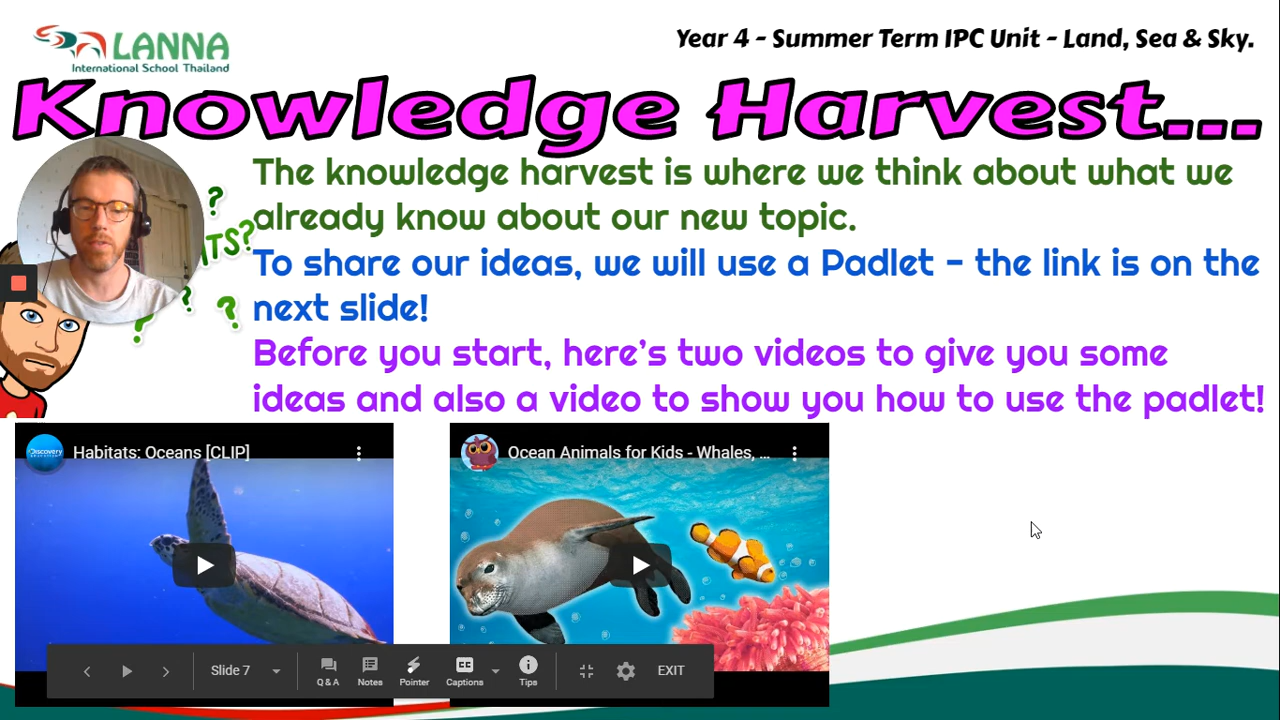 LANNA
International School Thailand
Year 4 - Summer Term IPC Unit - Land, Sea & Sky.
Knowledge Harvest...
The knowledge harvest is where we think about what we
already know about our new topic.
To share our ideas, we will use a Padlet - the link is on the
next slide!
Before you start, here's two videos to give you some
ideas and also a video to show you how to use the padlet!
? 
ITS?
? ? ?
Discovery
Habitats: Oceans [CLIP]
Ocean Animals for Kids - Whales, ...
Slide 7
Q & A
Notes
Pointer
CC
Captions
Tips
EXIT